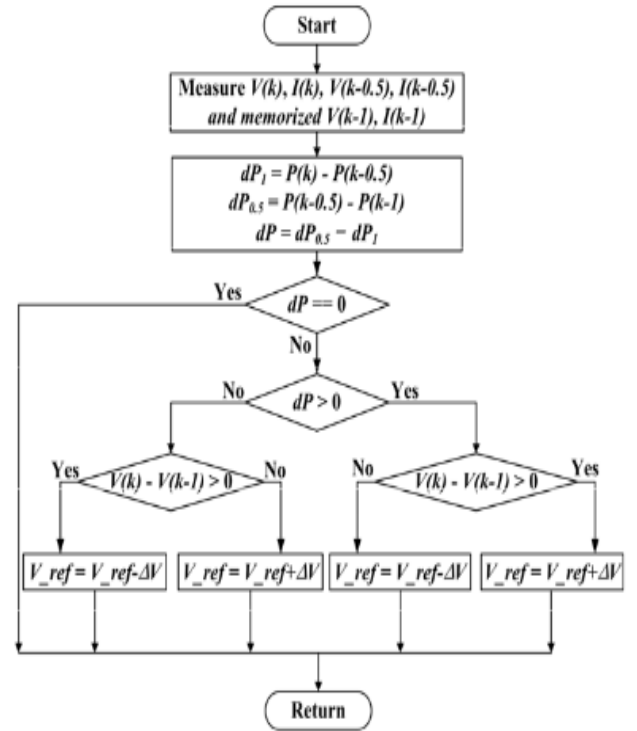 Start
Measure V(k), I(k), V(k-0.5), I(k-0.5)
and memorized V(k-1), I(k-1)
dP₁ = P(k) - P(k-0.5)
dP₀.₅ = P(k-0.5) - P(k-1)
dP = dP₀.₅ - dP₁
Yes
dP == 0
No
No
dP > 0
Yes
Yes
V(k) - V(k-1) > 0
No
No
V(k) - V(k-1) > 0
Yes
V_ref = V_ref-ΔV
V_ref = V_ref+ΔV
V_ref = V_ref-ΔV
V_ref = V_ref+ΔV
Return